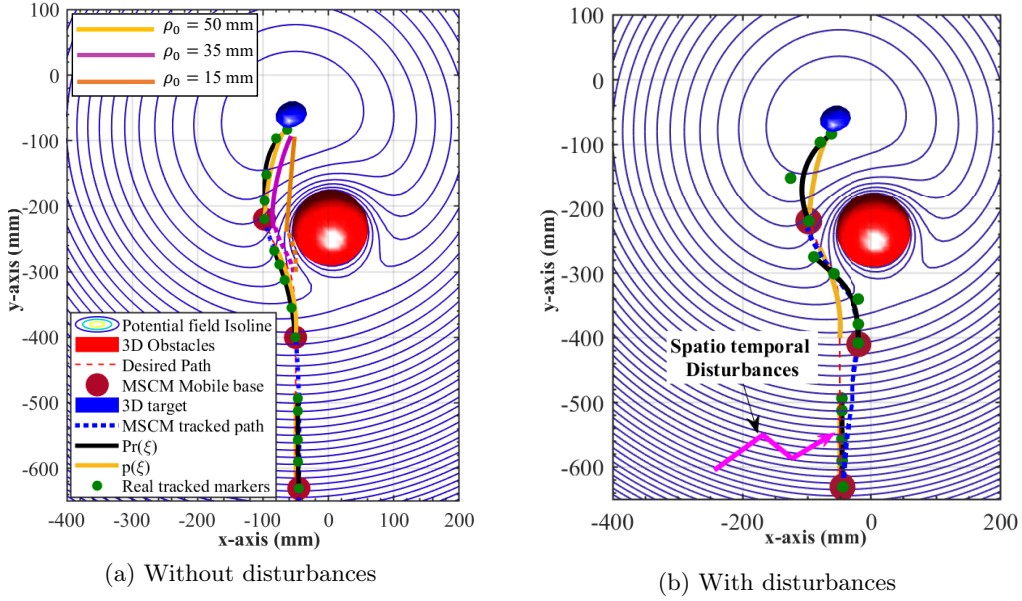 100
0
-100
-200
-300
-400
-500
-600
y-axis (mm)
ρ₀ = 50 mm
ρ₀ = 35 mm
ρ₀ = 15 mm
Potential field Isoline
3D Obstacles
Desired Path
MSCM Mobile base
3D target
MSCM tracked path
Pr(ξ)
p(ξ)
Real tracked markers
-400 -300 -200 -100 0 100 200
x-axis (mm)
(a) Without disturbances
100
0
-100
-200
-300
-400
-500
-600
y-axis (mm)
Spatio temporal
Disturbances
-400 -200 0 200
x-axis (mm)
(b) With disturbances